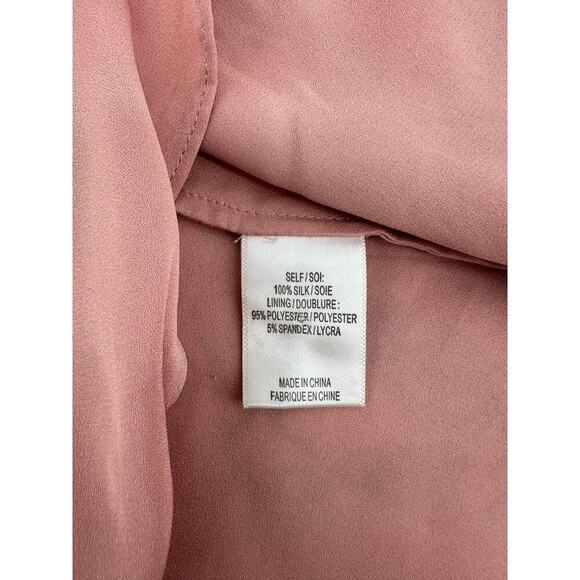 SELF / SOI:
100% SILK / SOIE
LINING / DOUBLURE :
95% POLYESTER / POLYESTER
5% SPANDEX / LYCRA
MADE IN CHINA
FABRIQUE EN CHINE